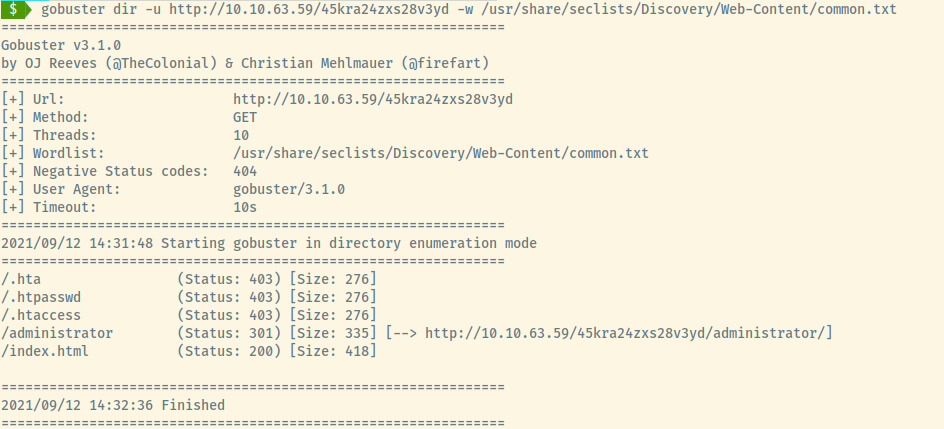 $ gobuster dir -u http://10.10.63.59/45kra24zxs28v3yd -w /usr/share/seclists/Discovery/Web-Content/common.txt
===============================================================
Gobuster v3.1.0
by OJ Reeves (@TheColonial) & Christian Mehlmauer (@firefart)
===============================================================
[+] Url:                     http://10.10.63.59/45kra24zxs28v3yd
[+] Method:                  GET
[+] Threads:                 10
[+] Wordlist:                /usr/share/seclists/Discovery/Web-Content/common.txt
[+] Negative Status codes:   404
[+] User Agent:              gobuster/3.1.0
[+] Timeout:                 10s
===============================================================
2021/09/12 14:31:48 Starting gobuster in directory enumeration mode
===============================================================
/.hta                 (Status: 403) [Size: 276]
/.htpasswd            (Status: 403) [Size: 276]
/.htaccess            (Status: 403) [Size: 276]
/administrator        (Status: 301) [Size: 335] [--> http://10.10.63.59/45kra24zxs28v3yd/administrator/]
/index.html           (Status: 200) [Size: 418]
===============================================================
2021/09/12 14:32:36 Finished
===============================================================